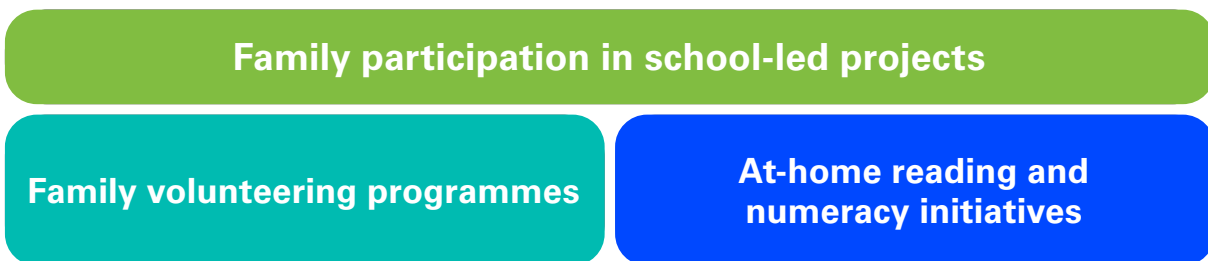 Family participation in school-led projects
Family volunteering programmes
At-home reading and
numeracy initiatives